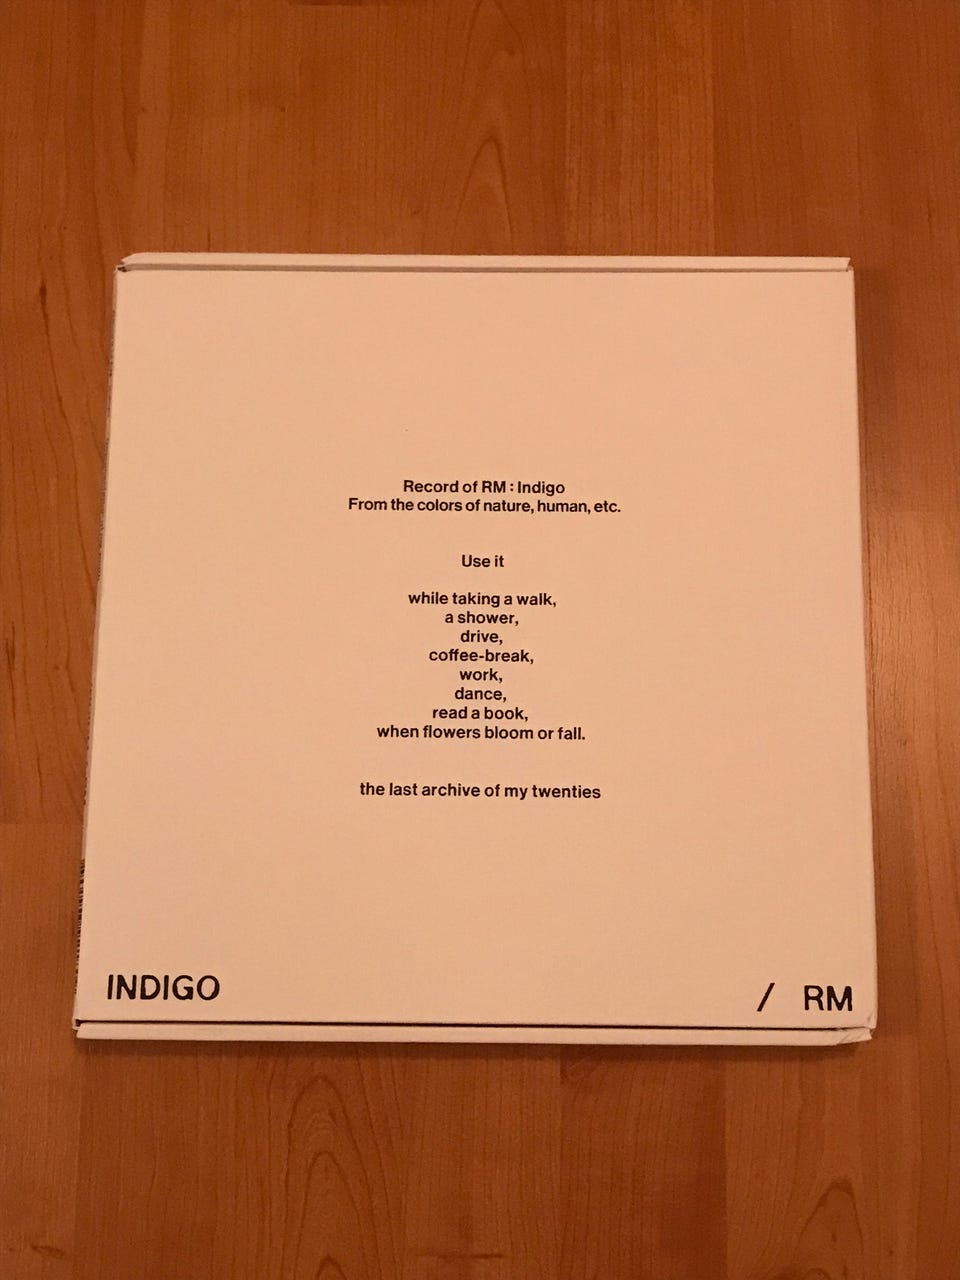 Record of RM : Indigo
From the colors of nature, human, etc.
Use it
while taking a walk,
a shower,
drive,
coffee-break,
work,
dance,
read a book,
when flowers bloom or fall.
the last archive of my twenties
INDIGO / RM